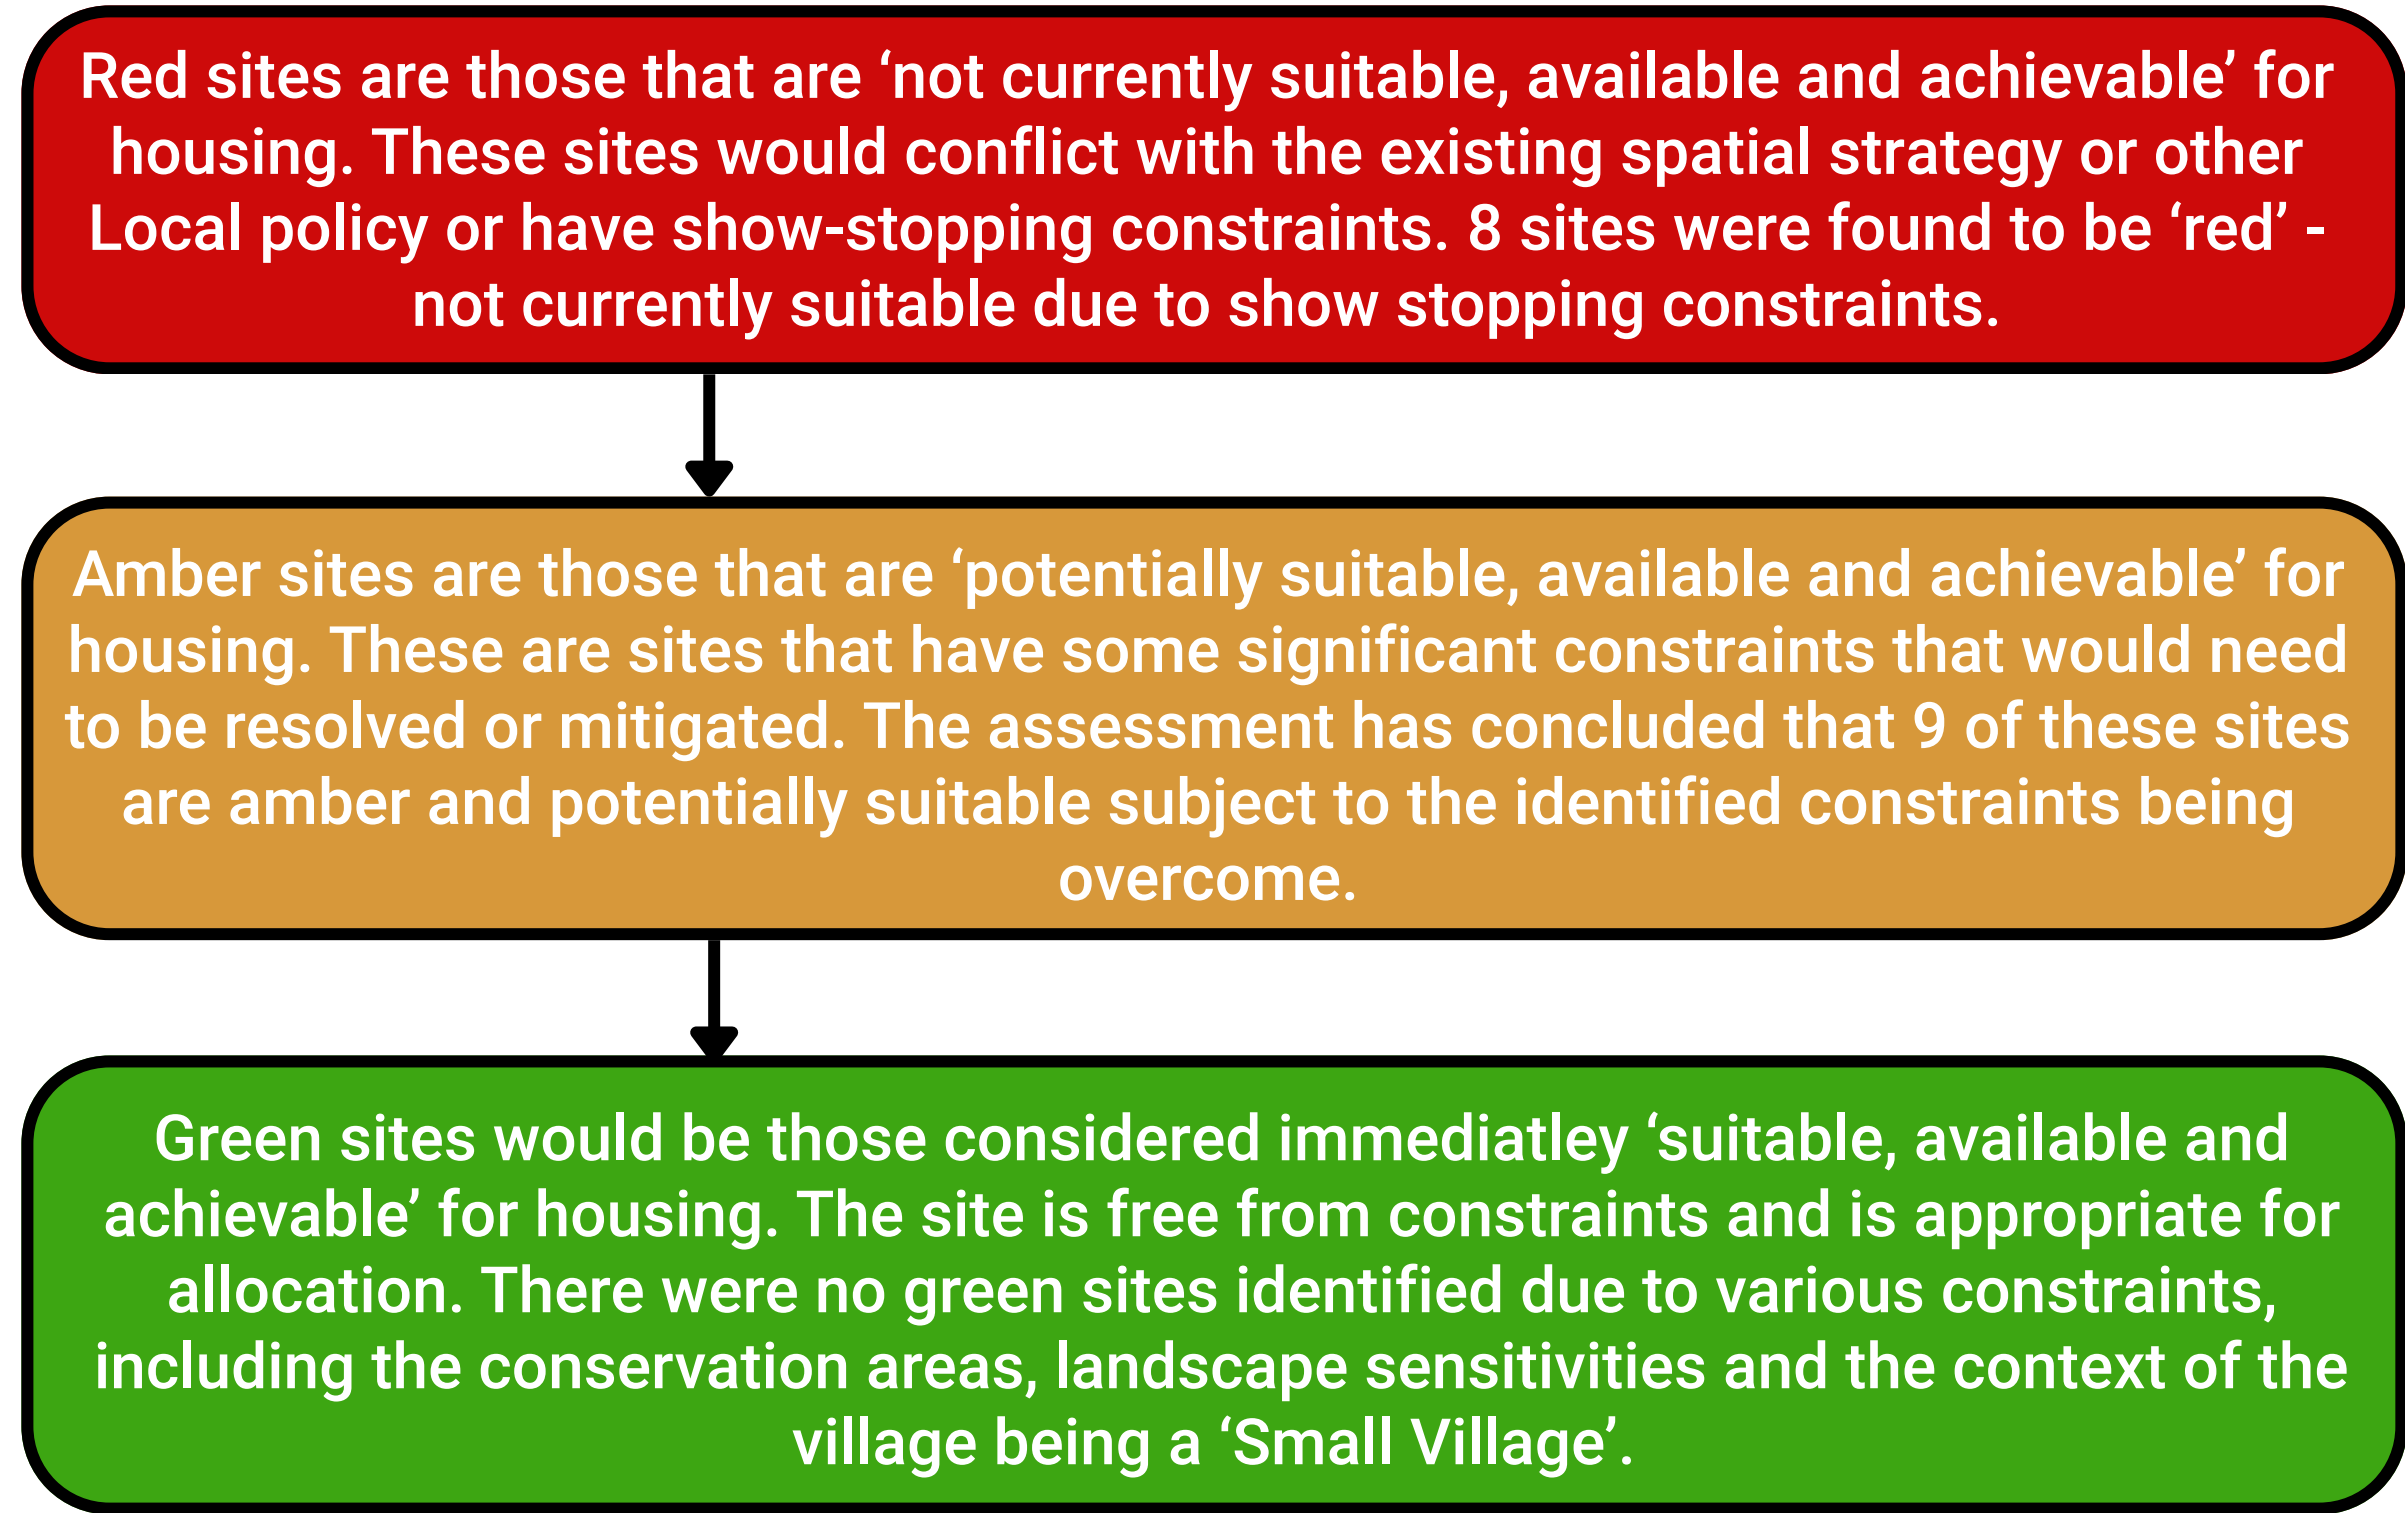 Red sites are those that are ‘not currently suitable, available and achievable’ for
housing. These sites would conflict with the existing spatial strategy or other
Local policy or have show-stopping constraints. 8 sites were found to be ‘red’ -
not currently suitable due to show stopping constraints.
Amber sites are those that are ‘potentially suitable, available and achievable’ for
housing. These are sites that have some significant constraints that would need
to be resolved or mitigated. The assessment has concluded that 9 of these sites
are amber and potentially suitable subject to the identified constraints being
overcome.
Green sites would be those considered immediatley ‘suitable, available and
achievable’ for housing. The site is free from constraints and is appropriate for
allocation. There were no green sites identified due to various constraints,
including the conservation areas, landscape sensitivities and the context of the
village being a ‘Small Village’.